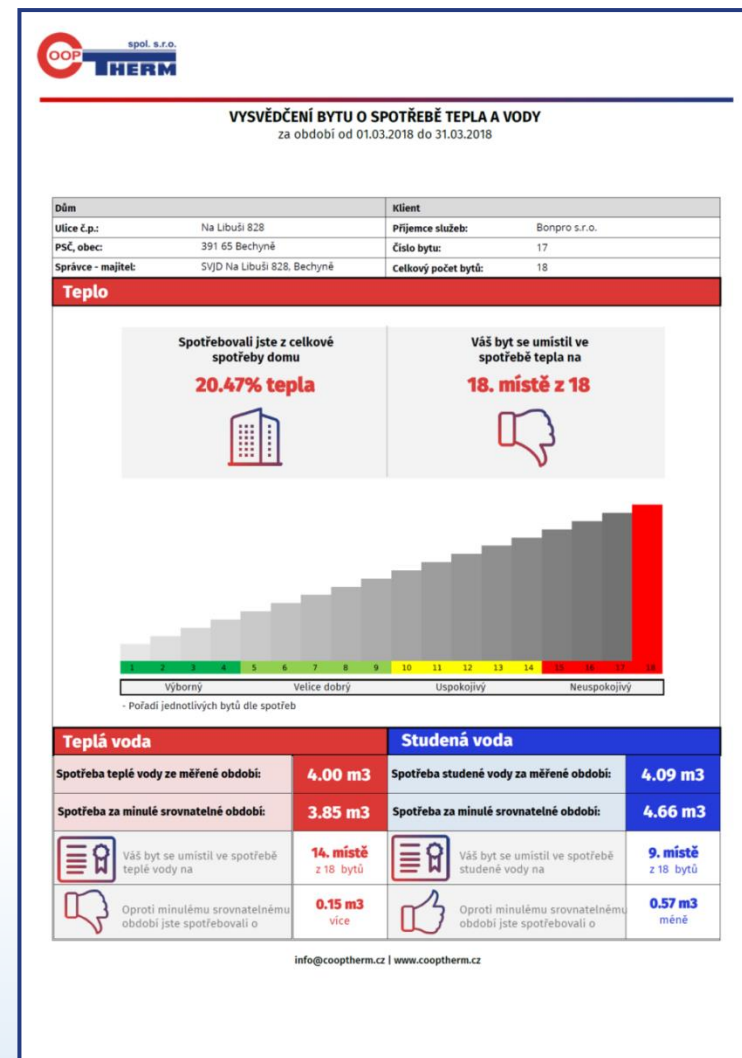 spol. s.r.o.
COOP
THERM
VYSVĚDČENÍ BYTU O SPOTŘEBĚ TEPLA A VODY
za období od 01.03.2018 do 31.03.2018
Dům Klient
Ulice č.p.: Na Libuši 828 Příjemce služeb: Bonpro s.r.o.
PSČ, obec: 391 65 Bechyně Číslo bytu: 17
Správce - majitel: SVJD Na Libuši 828, Bechyně Celkový počet bytů: 18
Teplo
Spotřebovali jste z celkové
spotřeby domu
20.47% tepla
Váš byt se umístil ve
spotřebě tepla na
18. místě z 18
1 2 3 4 5 6 7 8 9 10 11 12 13 14 15 16 17 18
Výborný Velice dobrý Uspokojivý Neuspokojivý
- Pořadí jednotlivých bytů dle spotřeb
Teplá voda Studená voda
Spotřeba teplé vody ze měřené období: 4.00 m3 Spotřeba studené vody za měřené období: 4.09 m3
Spotřeba za minulé srovnatelné období: 3.85 m3 Spotřeba za minulé srovnatelné období: 4.66 m3
Váš byt se umístil ve spotřebě
teplé vody na
14. místě
z 18 bytů
Váš byt se umístil ve spotřebě
studené vody na
9. místě
z 18 bytů
Oproti minulému srovnatelnému
období jste spotřebovali o
0.15 m3
více
Oproti minulému srovnatelnému
období jste spotřebovali o
0.57 m3
méně
info@cooptherm.cz | www.cooptherm.cz